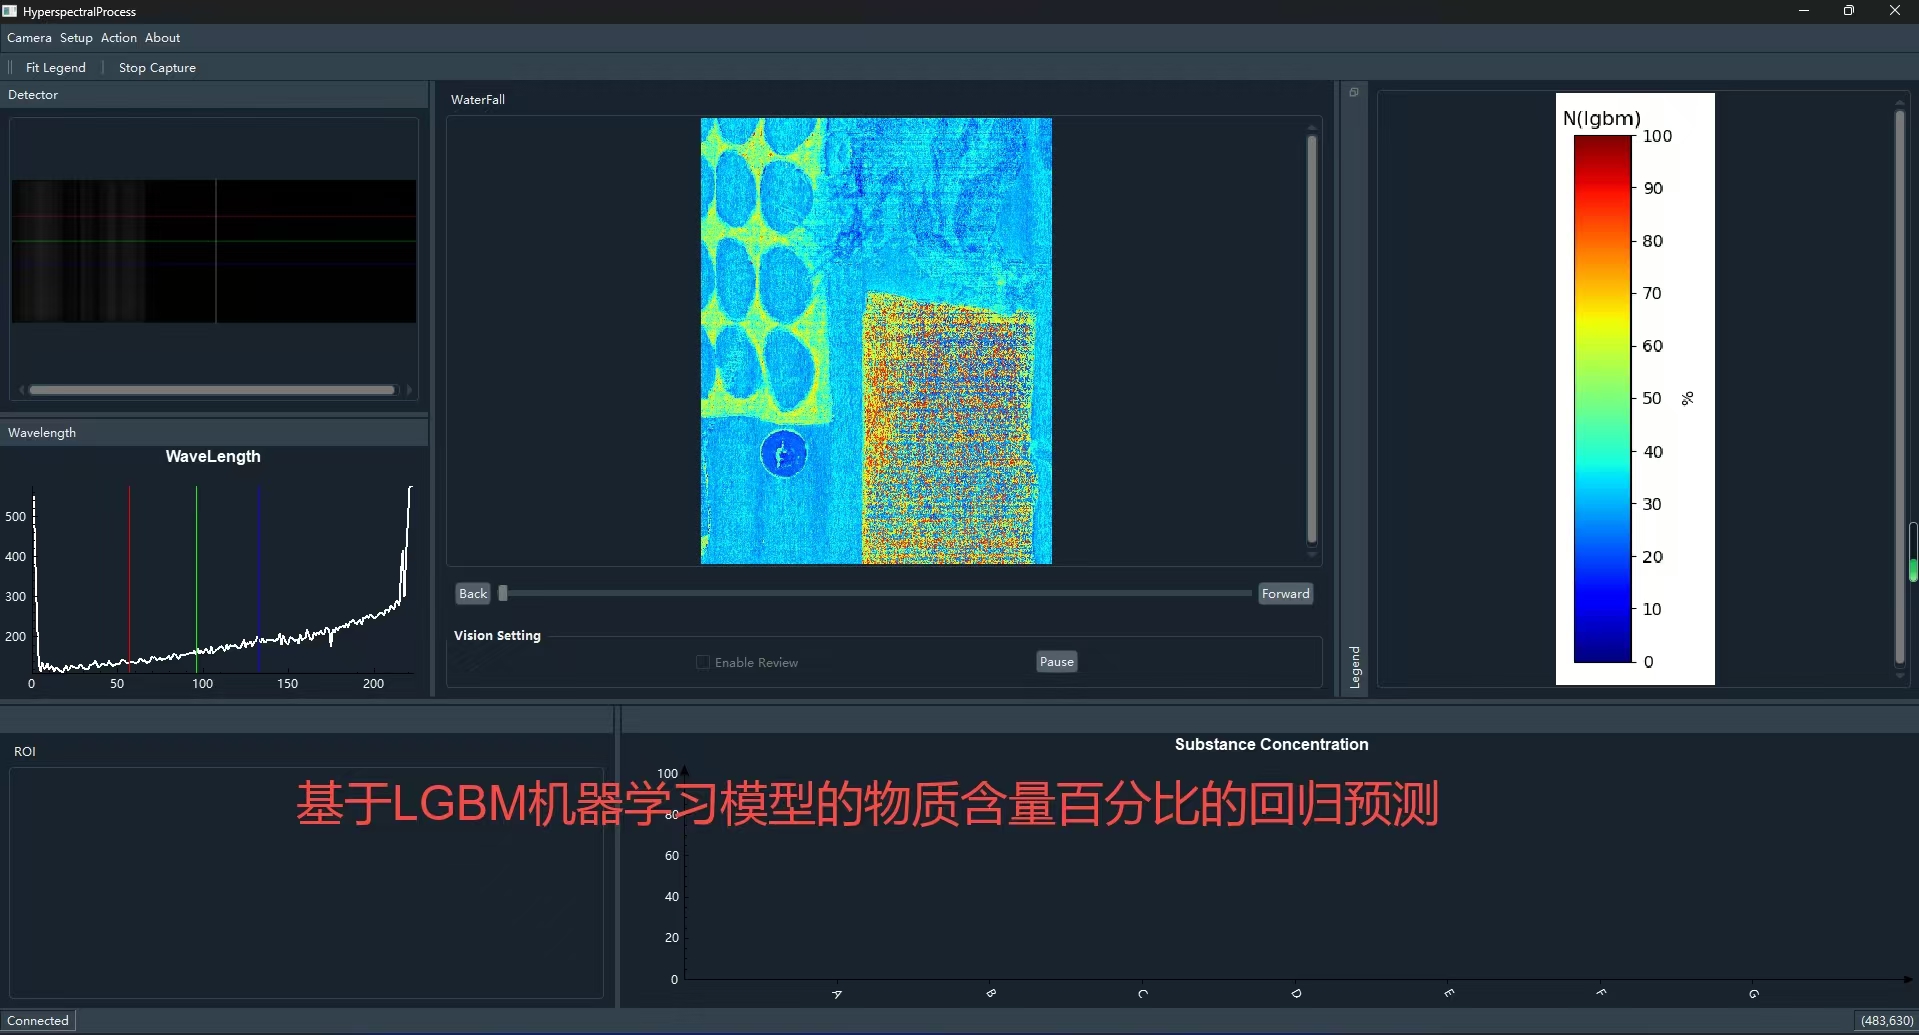 HyperspectralProcess
Camera Setup Action About
Fit Legend Stop Capture
Detector
WaterFall
N(lgbm)
100
90
80
70
60
50
40
30
20
10
0
%
Legend
Wavelength
WaveLength
500
400
300
200
0 50 100 150 200
Back
Forward
Vision Setting
Enable Review
Pause
ROI
Substance Concentration
100
80
60
40
20
0
A B C D E F G
基于LGBM机器学习模型的物质含量百分比的回归预测
Connected
(483,630)